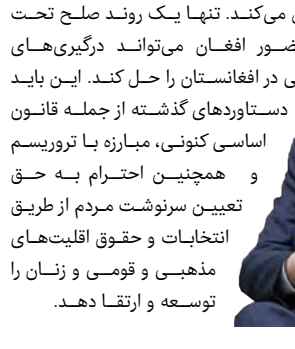 می‌کند. تنها یک روند صلح تحت
حضور افغان می‌تواند درگیری‌های
در افغانستان را حل کند. این باید
دستاوردهای گذشته از جمله قانون
اساسی کنونی، مبارزه با تروریسم
و همچنین احترام به حق
تعیین سرنوشت مردم از طریق
انتخابات و حقوق اقلیت‌های
مذهبی و قومی و زنان را
توسعه و ارتقا دهد.